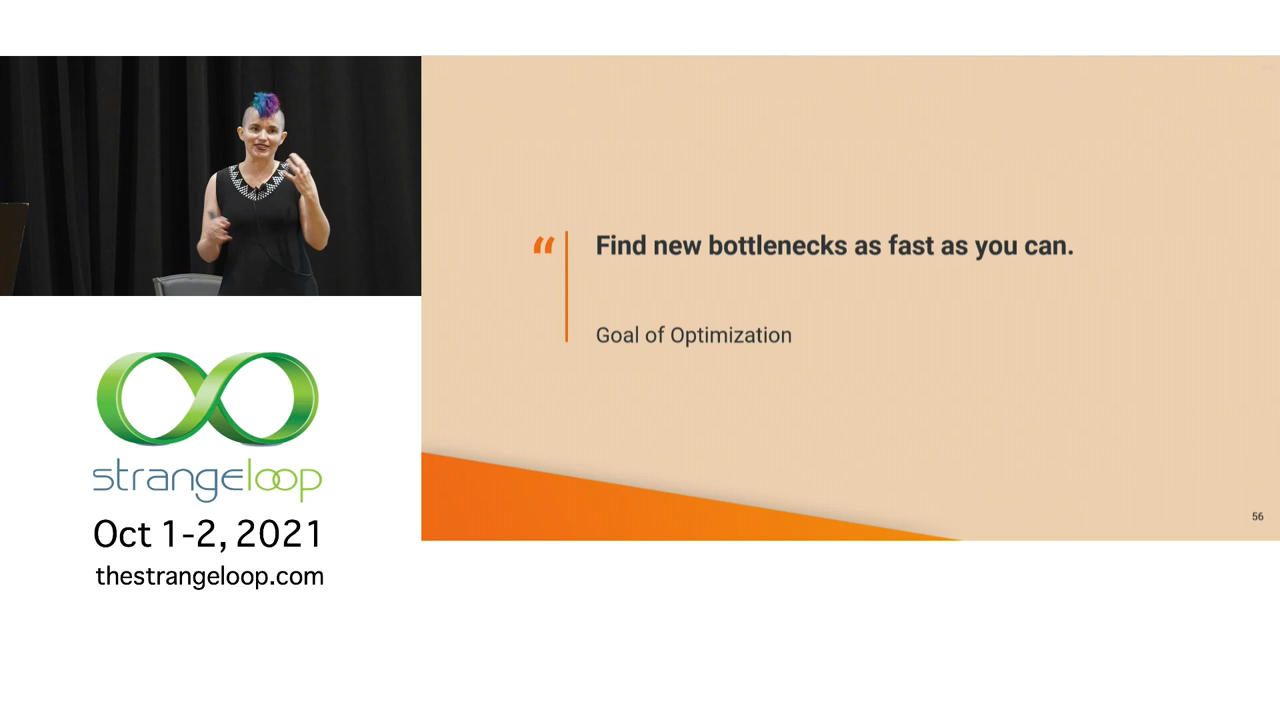 “ Find new bottlenecks as fast as you can.
Goal of Optimization
56
strangeloop
Oct 1-2, 2021
thestrangeloop.com